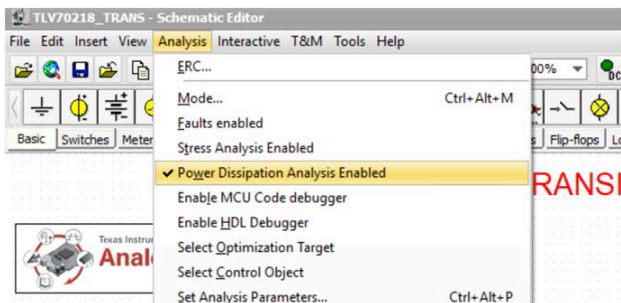 TLV70218_TRANS - Schematic Editor
File Edit Insert View Analysis Interactive T&M Tools Help
ERC...
Mode... Ctrl+Alt+M
Faults enabled
Stress Analysis Enabled
Power Dissipation Analysis Enabled
Enable MCU Code debugger
Enable HDL Debugger
Select Optimization Target
Select Control Object
Set Analysis Parameters... Ctrl+Alt+P
00%
DC
Basic Switches Meter
Flip-flops
RANSI
Texas Instru
Anal